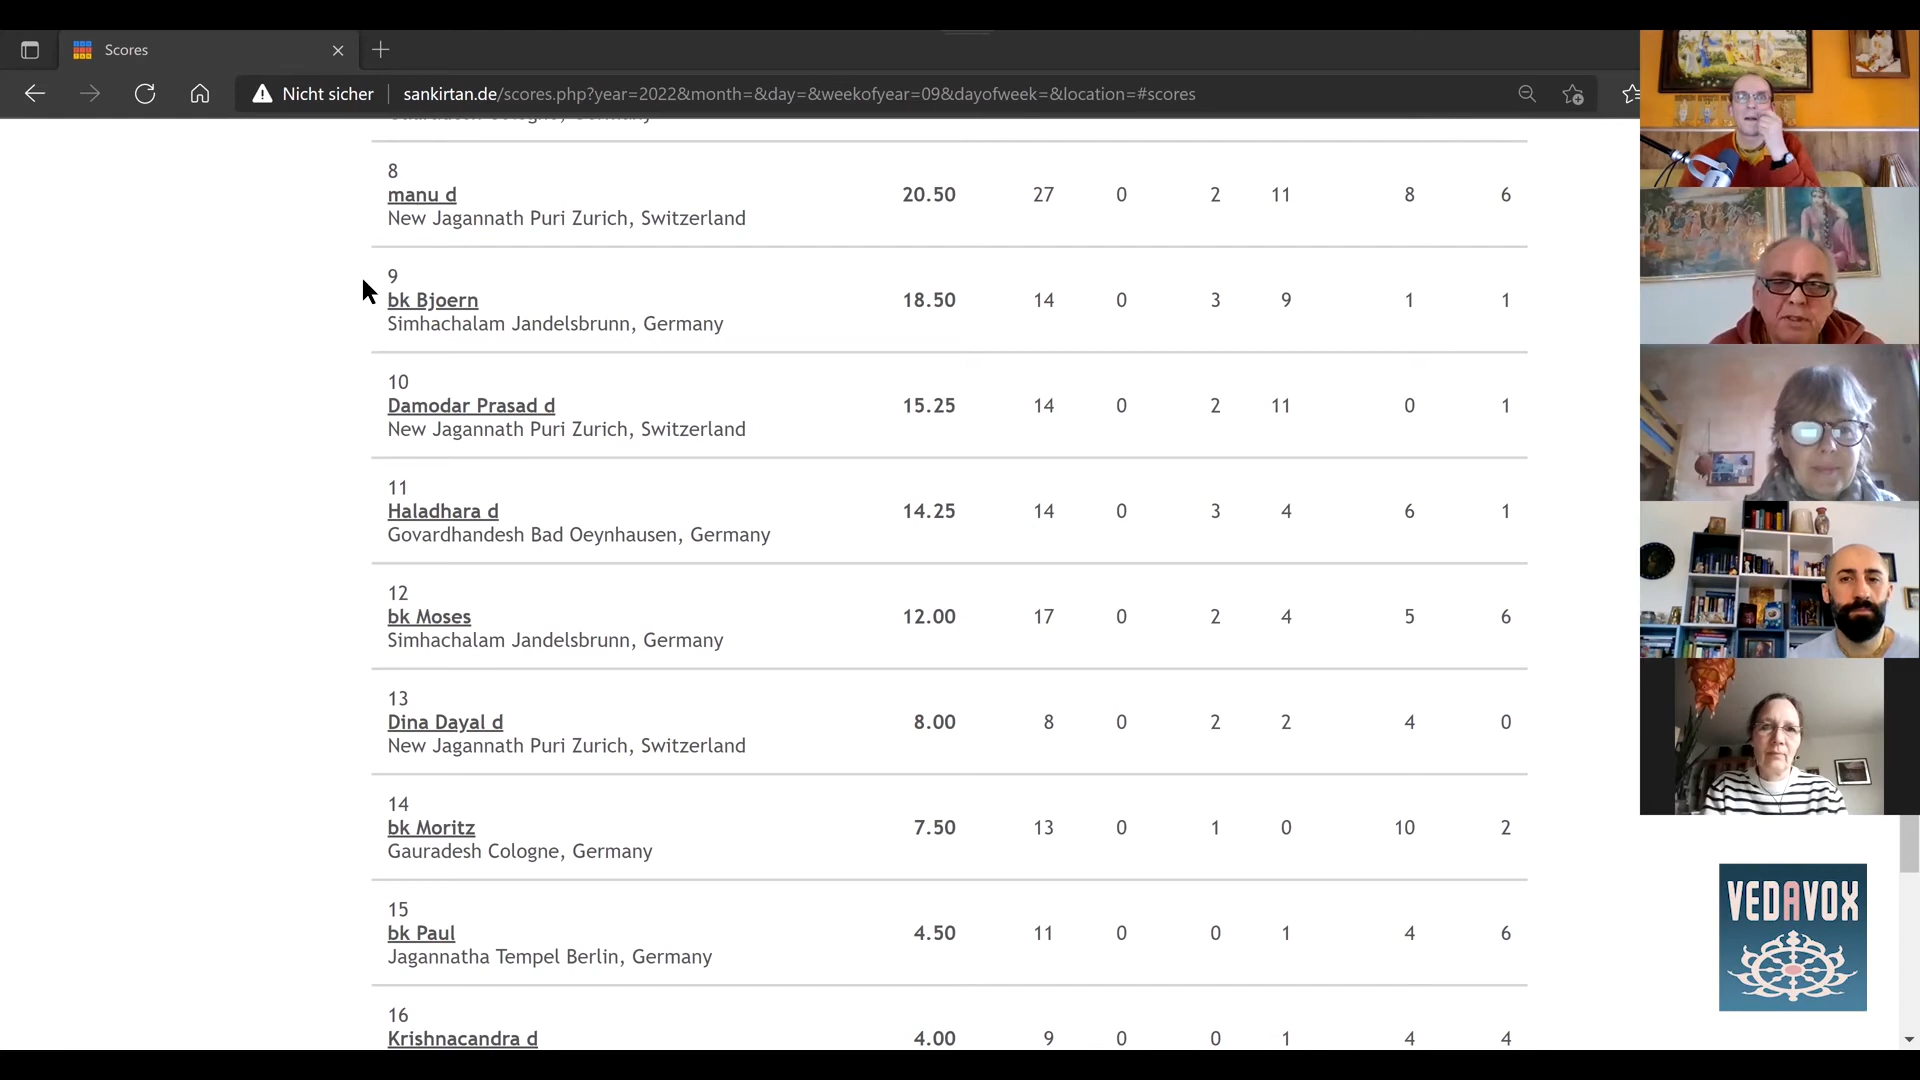 Scores
Nicht sicher
sankirtan.de/scores.php?year=2022&month=&day=&weekofyear=09&dayofweek=&location=#scores
8
manu d
New Jagannath Puri Zurich, Switzerland
20.50 27 0 2 11 8 6
9
bk Bjoern
Simhachalam Jandelsbrunn, Germany
18.50 14 0 3 9 1 1
10
Damodar Prasad d
New Jagannath Puri Zurich, Switzerland
15.25 14 0 2 11 0 1
11
Haladhara d
Govardhandesh Bad Oeynhausen, Germany
14.25 14 0 3 4 6 1
12
bk Moses
Simhachalam Jandelsbrunn, Germany
12.00 17 0 2 4 5 6
13
Dina Dayal d
New Jagannath Puri Zurich, Switzerland
8.00 8 0 2 2 4 0
14
bk Moritz
Gauradesh Cologne, Germany
7.50 13 0 1 0 10 2
15
bk Paul
Jagannatha Tempel Berlin, Germany
4.50 11 0 0 1 4 6
16
Krishnacandra d
4.00 9 0 0 1 4 4
VEDAVOX